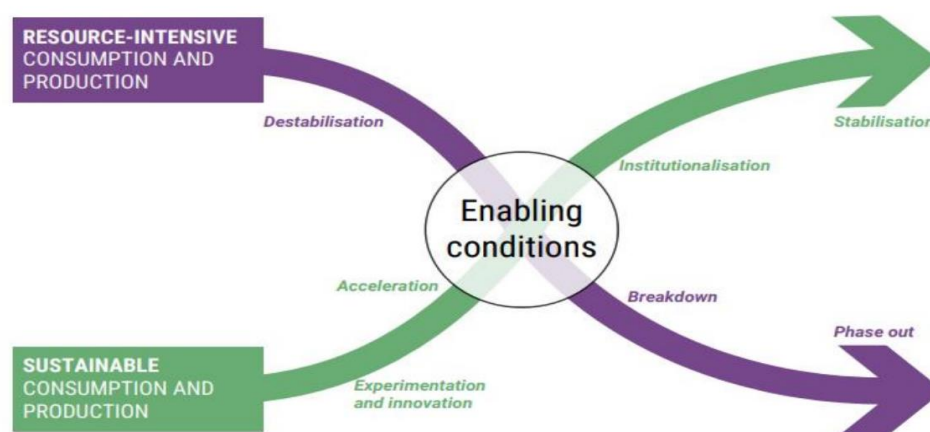 RESOURCE-INTENSIVE
CONSUMPTION AND
PRODUCTION
Destabilisation
Stabilisation
Institutionalisation
Enabling
conditions
Acceleration
Breakdown
Phase out
SUSTAINABLE
CONSUMPTION AND
PRODUCTION
Experimentation
and innovation